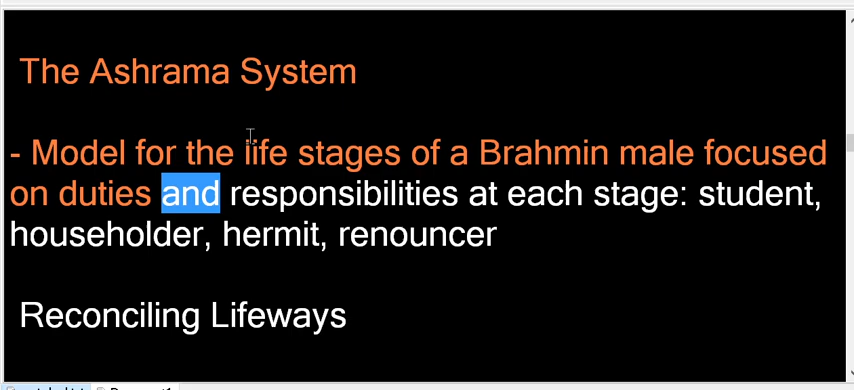 The Ashrama System
- Model for the life stages of a Brahmin male focused
on duties and responsibilities at each stage: student,
householder, hermit, renouncer
Reconciling Lifeways